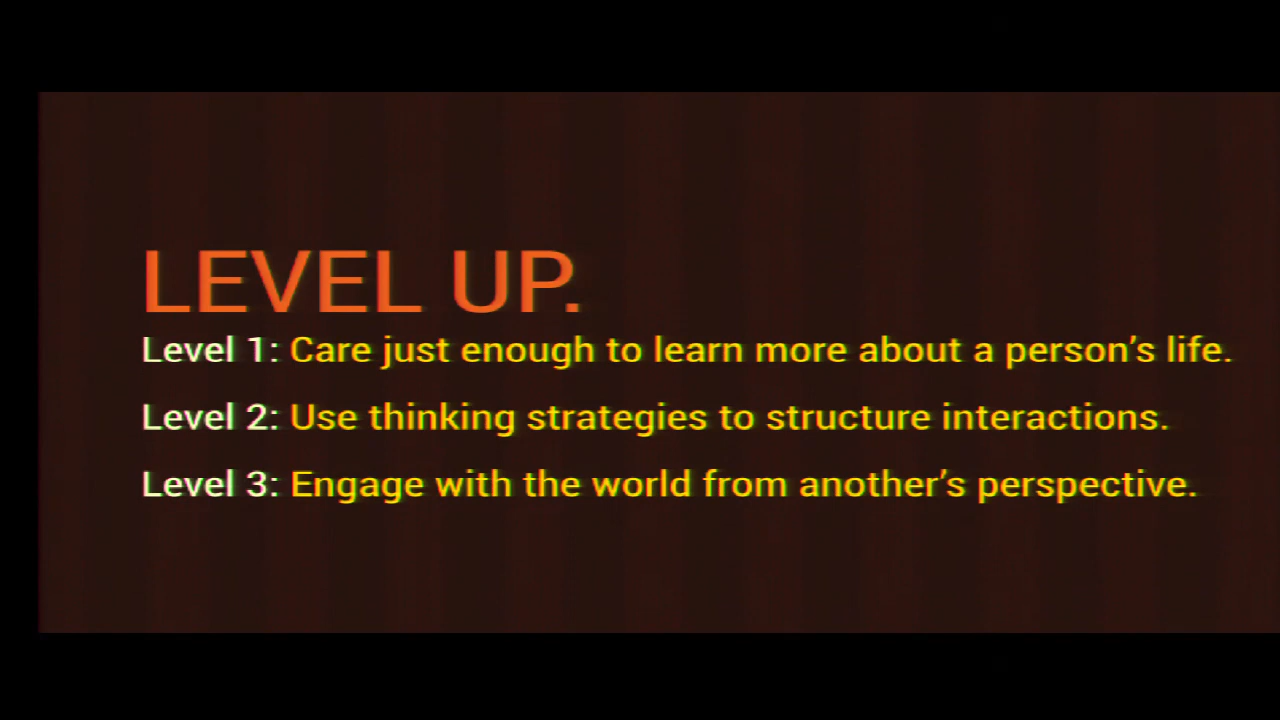 LEVEL UP.
Level 1: Care just enough to learn more about a person’s life.
Level 2: Use thinking strategies to structure interactions.
Level 3: Engage with the world from another’s perspective.